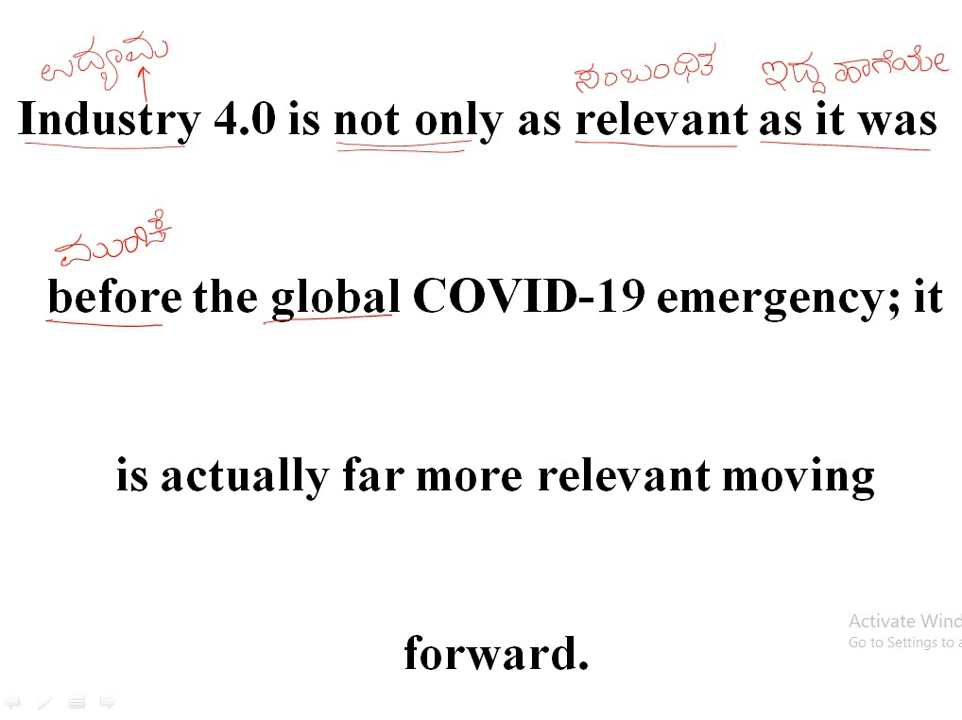 ಉದ್ಯಾಮ ಸಂಬಂಧಿತ ಇದ್ದ ಹಾಗೆಯೇ
Industry 4.0 is not only as relevant as it was
ಮುಂಚೆ
before the global COVID-19 emergency; it
is actually far more relevant moving
forward.
Activate Wind
Go to Settings to a